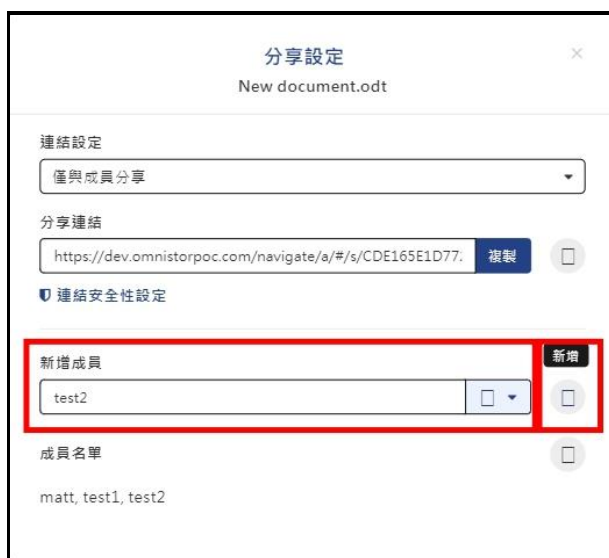 分享設定
New document.odt
連結設定
僅與成員分享
分享連結
https://dev.omnistorpoc.com/navigate/a/#/s/CDE165E1D77. 複製
連結安全性設定
新增成員 新增
test2
成員名單
matt, test1, test2